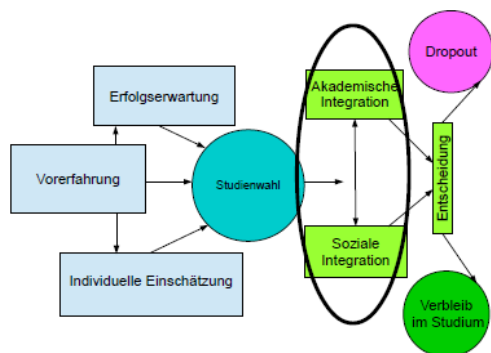 Dropout
Erfolgserwartung
Akademische
Integration
Vorerfahrung
Studienwahl
Entscheidung
Soziale
Integration
Individuelle Einschätzung
Verbleib
im Studium